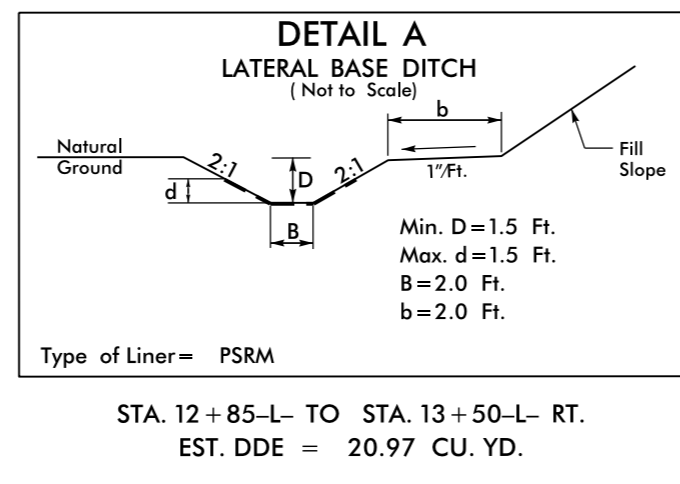 DETAIL A
LATERAL BASE DITCH
( Not to Scale)
b
Natural
Ground
2:1
D
2:1
1"/Ft.
Fill
Slope
d
B
Min. D=1.5 Ft.
Max. d=1.5 Ft.
B=2.0 Ft.
b=2.0 Ft.
Type of Liner= PSRM
STA. 12+85-L- TO STA. 13+50-L- RT.
EST. DDE = 20.97 CU. YD.